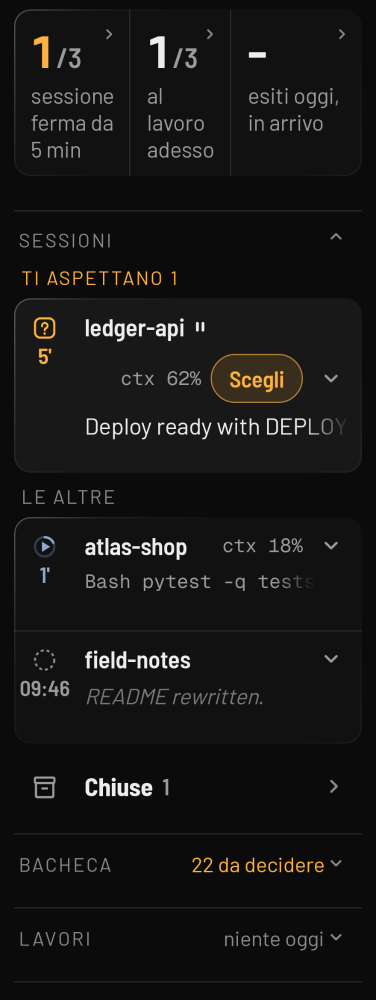 1/3
sessione
ferma da
5 min
1/3
al
lavoro
adesso
-
esiti oggi,
in arrivo
SESSIONI
TI ASPETTANO 1
ledger-api
5'
ctx 62% Scegli
Deploy ready with DEPLOY
LE ALTRE
atlas-shop ctx 18%
1'
Bash pytest -q tests
field-notes
09:46
README rewritten.
Chiuse 1
BACHECA 22 da decidere
LAVORI niente oggi